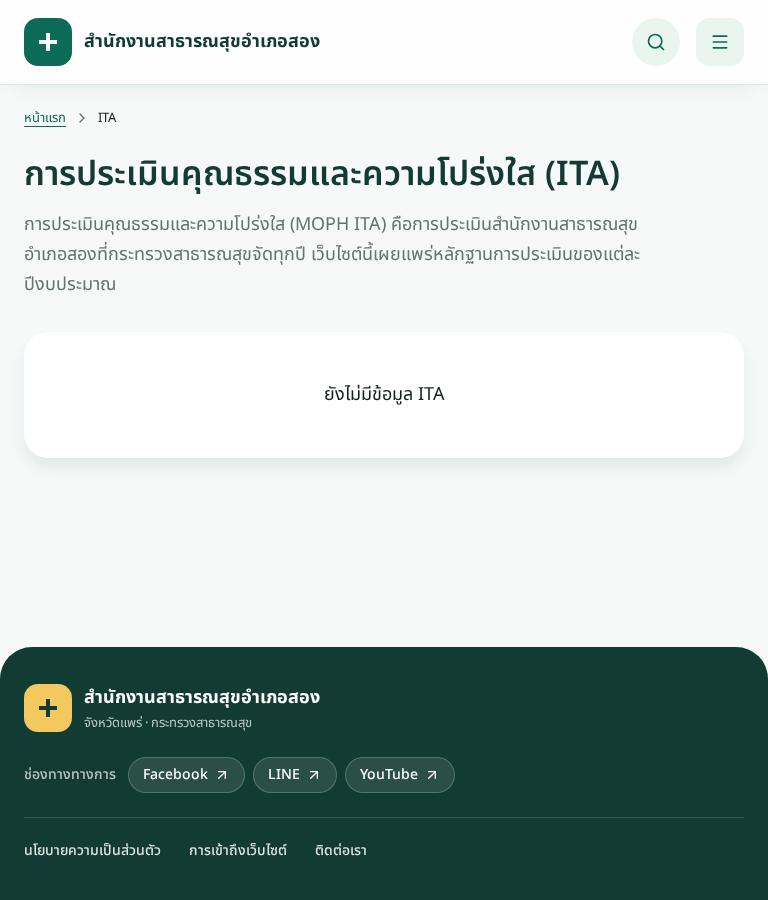 สำนักงานสาธารณสุขอำเภอสอง
หน้าแรก
ITA
การประเมินคุณธรรมและความโปร่งใส (ITA)
การประเมินคุณธรรมและความโปร่งใส (MOPH ITA) คือการประเมินสำนักงานสาธารณสุข
อำเภอสองที่กระทรวงสาธารณสุขจัดทุกปี เว็บไซต์นี้เผยแพร่หลักฐานการประเมินของแต่ละ
ปีงบประมาณ
ยังไม่มีข้อมูล ITA
สำนักงานสาธารณสุขอำเภอสอง
จังหวัดแพร่ · กระทรวงสาธารณสุข
ช่องทางทางการ
Facebook
LINE
YouTube
นโยบายความเป็นส่วนตัว
การเข้าถึงเว็บไซต์
ติดต่อเรา